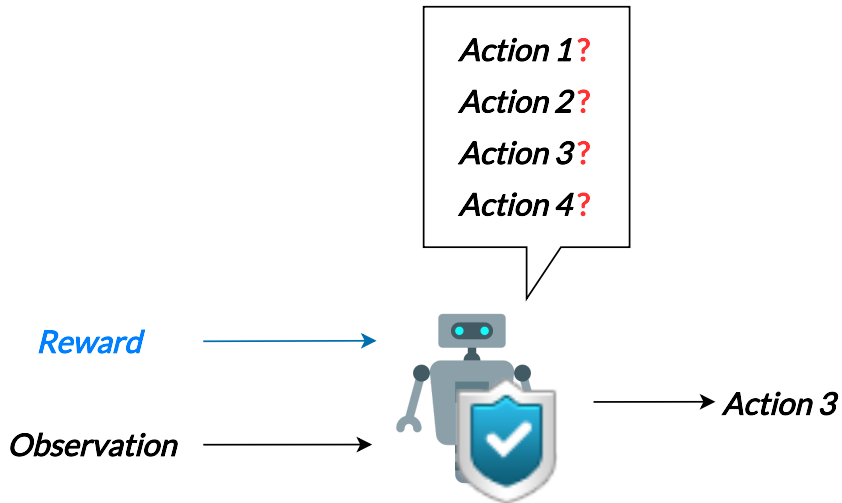 Action 1?
Action 2?
Action 3?
Action 4?
Reward
Observation
Action 3